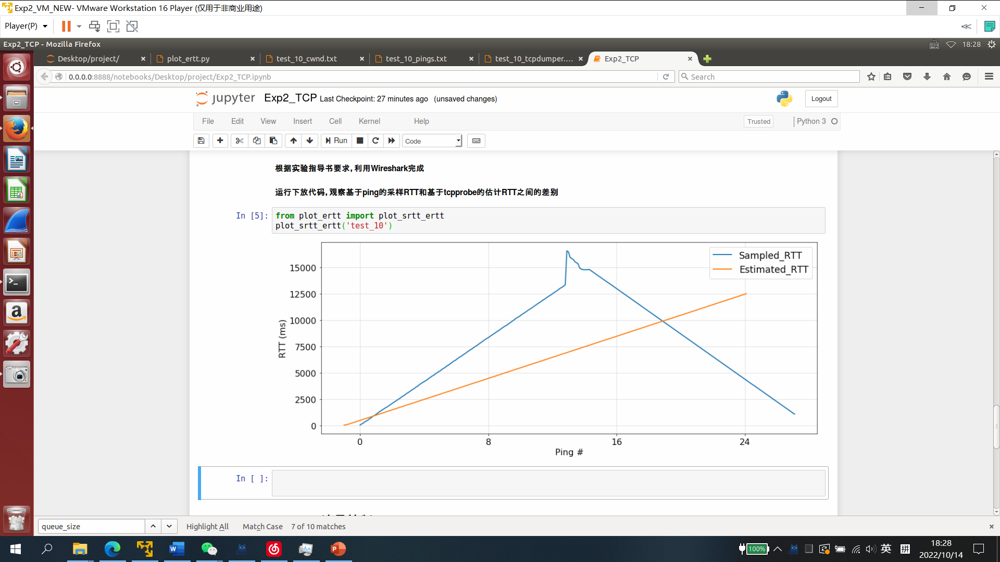 Exp2_VM_NEW- VMware Workstation 16 Player (仅用于非商业用途)
Player(P)
Exp2_TCP - Mozilla Firefox
18:28
Desktop/project/
plot_ertt.py
test_10_cwnd.txt
test_10_pings.txt
test_10_tcpdumper....
Exp2_TCP
0.0.0.0:8888/notebooks/Desktop/project/Exp2_TCP.ipynb
Search
jupyter Exp2_TCP Last Checkpoint: 27 minutes ago (unsaved changes)
Logout
File Edit View Insert Cell Kernel Help
Trusted
Python 3
Run
Code
根据实验指导书要求,利用Wireshark完成
运行下放代码,观察基于ping的采样RTT和基于tcpprobe的估计RTT之间的差别
In [5]:
from plot_ertt import plot_srtt_ertt
plot_srtt_ertt('test_10')
Sampled_RTT
Estimated_RTT
15000
12500
10000
7500
5000
2500
0
RTT (ms)
0 8 16 24
Ping #
In [ ]:
queue_size
Highlight All
Match Case
7 of 10 matches
100%
英
拼
18:28
2022/10/14